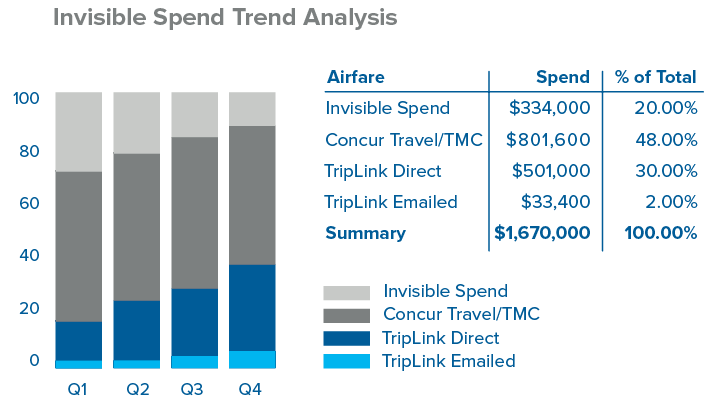 Invisible Spend Trend Analysis
100
80
60
40
20
0
Q1 Q2 Q3 Q4
Airfare Spend % of Total
Invisible Spend $334,000 20.00%
Concur Travel/TMC $801,600 48.00%
TripLink Direct $501,000 30.00%
TripLink Emailed $33,400 2.00%
Summary $1,670,000 100.00%
Invisible Spend
Concur Travel/TMC
TripLink Direct
TripLink Emailed